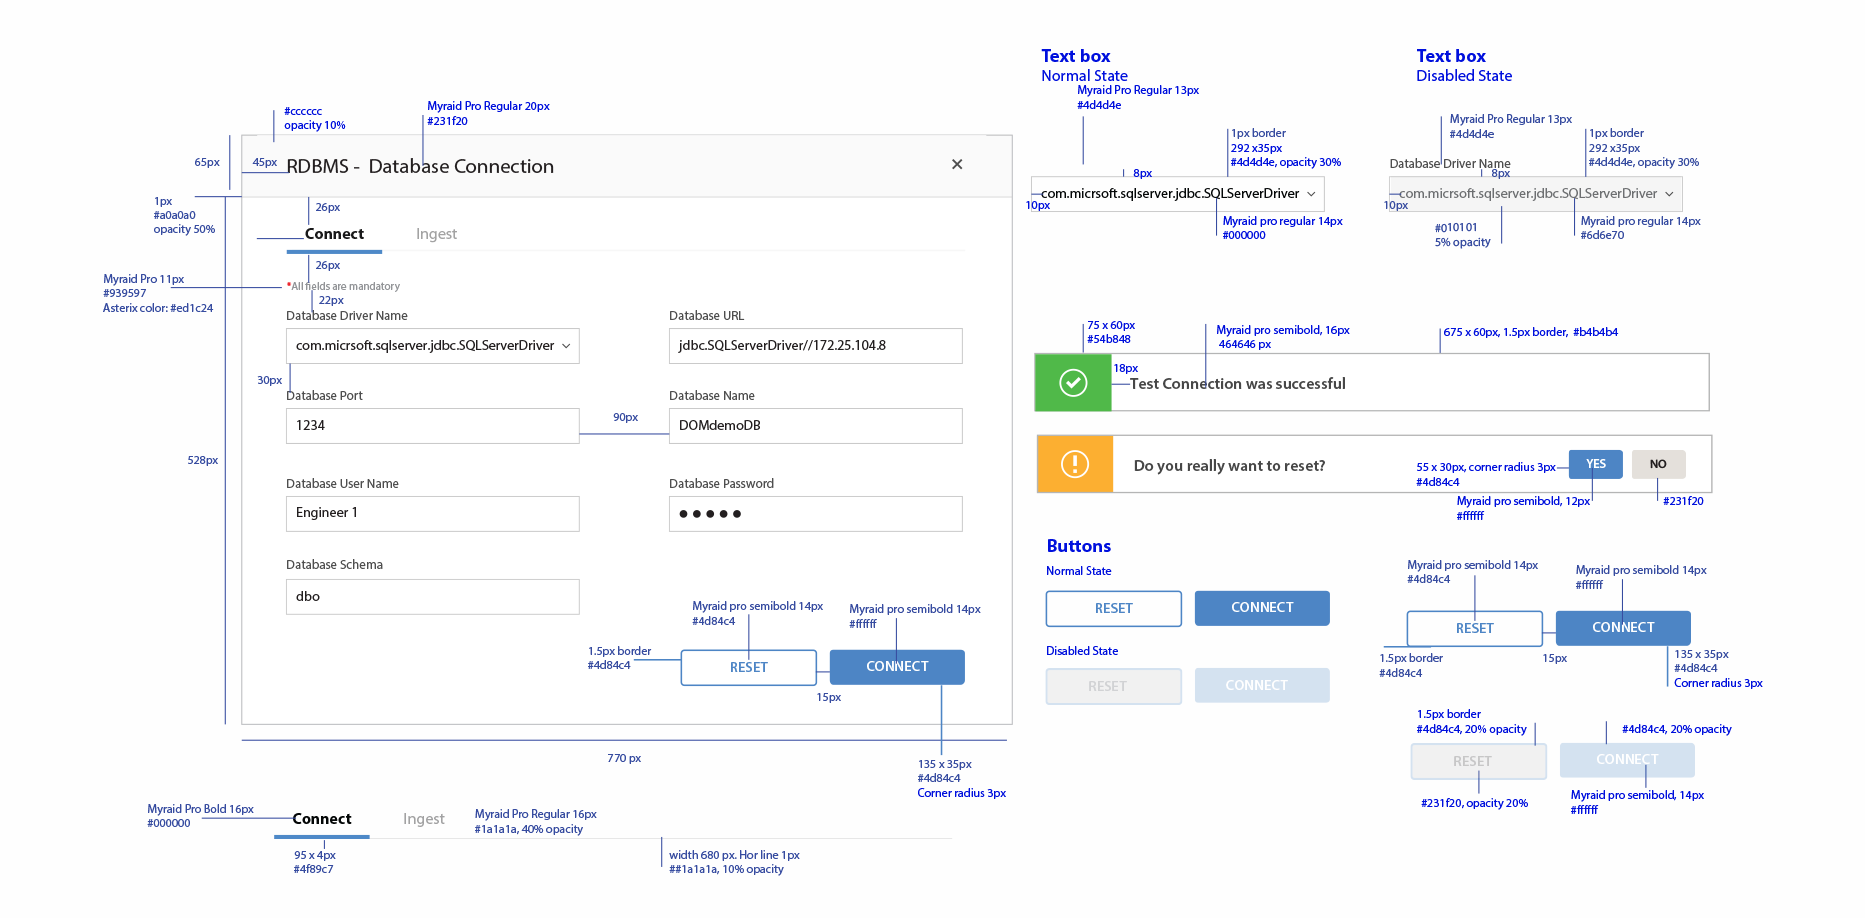 #cccccc
opacity 10%
Myraid Pro Regular 20px
#231f20
65px
45px
RDBMS -  Database Connection
×
1px
#a0a0a0
opacity 50%
26px
Connect
Ingest
26px
Myraid Pro 11px
#939597
Asterix color: #ed1c24
*All fields are mandatory
22px
Database Driver Name
com.micrsoft.sqlserver.jdbc.SQLServerDriver
Database URL
jdbc.SQLServerDriver//172.25.104.8
30px
Database Port
1234
90px
Database Name
DOMdemoDB
528px
Database User Name
Engineer 1
Database Password
Database Schema
dbo
Myraid pro semibold 14px
#4d84c4
Myraid pro semibold 14px
#ffffff
1.5px border
#4d84c4
RESET
CONNECT
15px
770 px
135 x 35px
#4d84c4
Corner radius 3px
Myraid Pro Bold 16px
#000000
Connect
Ingest
Myraid Pro Regular 16px
#1a1a1a, 40% opacity
95 x 4px
#4f89c7
width 680 px. Hor line 1px
##1a1a1a, 10% opacity
Text box
Normal State
Myraid Pro Regular 13px
#4d4d4e
1px border
292 x35px
#4d4d4e, opacity 30%
8px
com.micrsoft.sqlserver.jdbc.SQLServerDriver
10px
Myraid pro regular 14px
#000000
Text box
Disabled State
Myraid Pro Regular 13px
#4d4d4e
1px border
292 x35px
#4d4d4e, opacity 30%
Database Driver Name
8px
com.micrsoft.sqlserver.jdbc.SQLServerDriver
10px
#010101
5% opacity
Myraid pro regular 14px
#6d6e70
75 x 60px
#54b848
Myraid pro semibold, 16px
464646 px
675 x 60px, 1.5px border,  #b4b4b4
18px
Test Connection was successful
Do you really want to reset?
55 x 30px, corner radius 3px
#4d84c4
YES
NO
Myraid pro semibold, 12px
#ffffff
#231f20
Buttons
Normal State
RESET
CONNECT
Disabled State
RESET
CONNECT
Myraid pro semibold 14px
#4d84c4
Myraid pro semibold 14px
#ffffff
RESET
CONNECT
1.5px border
#4d84c4
15px
135 x 35px
#4d84c4
Corner radius 3px
1.5px border
#4d84c4, 20% opacity
#4d84c4, 20% opacity
RESET
CONNECT
#231f20, opacity 20%
Myraid pro semibold, 14px
#ffffff